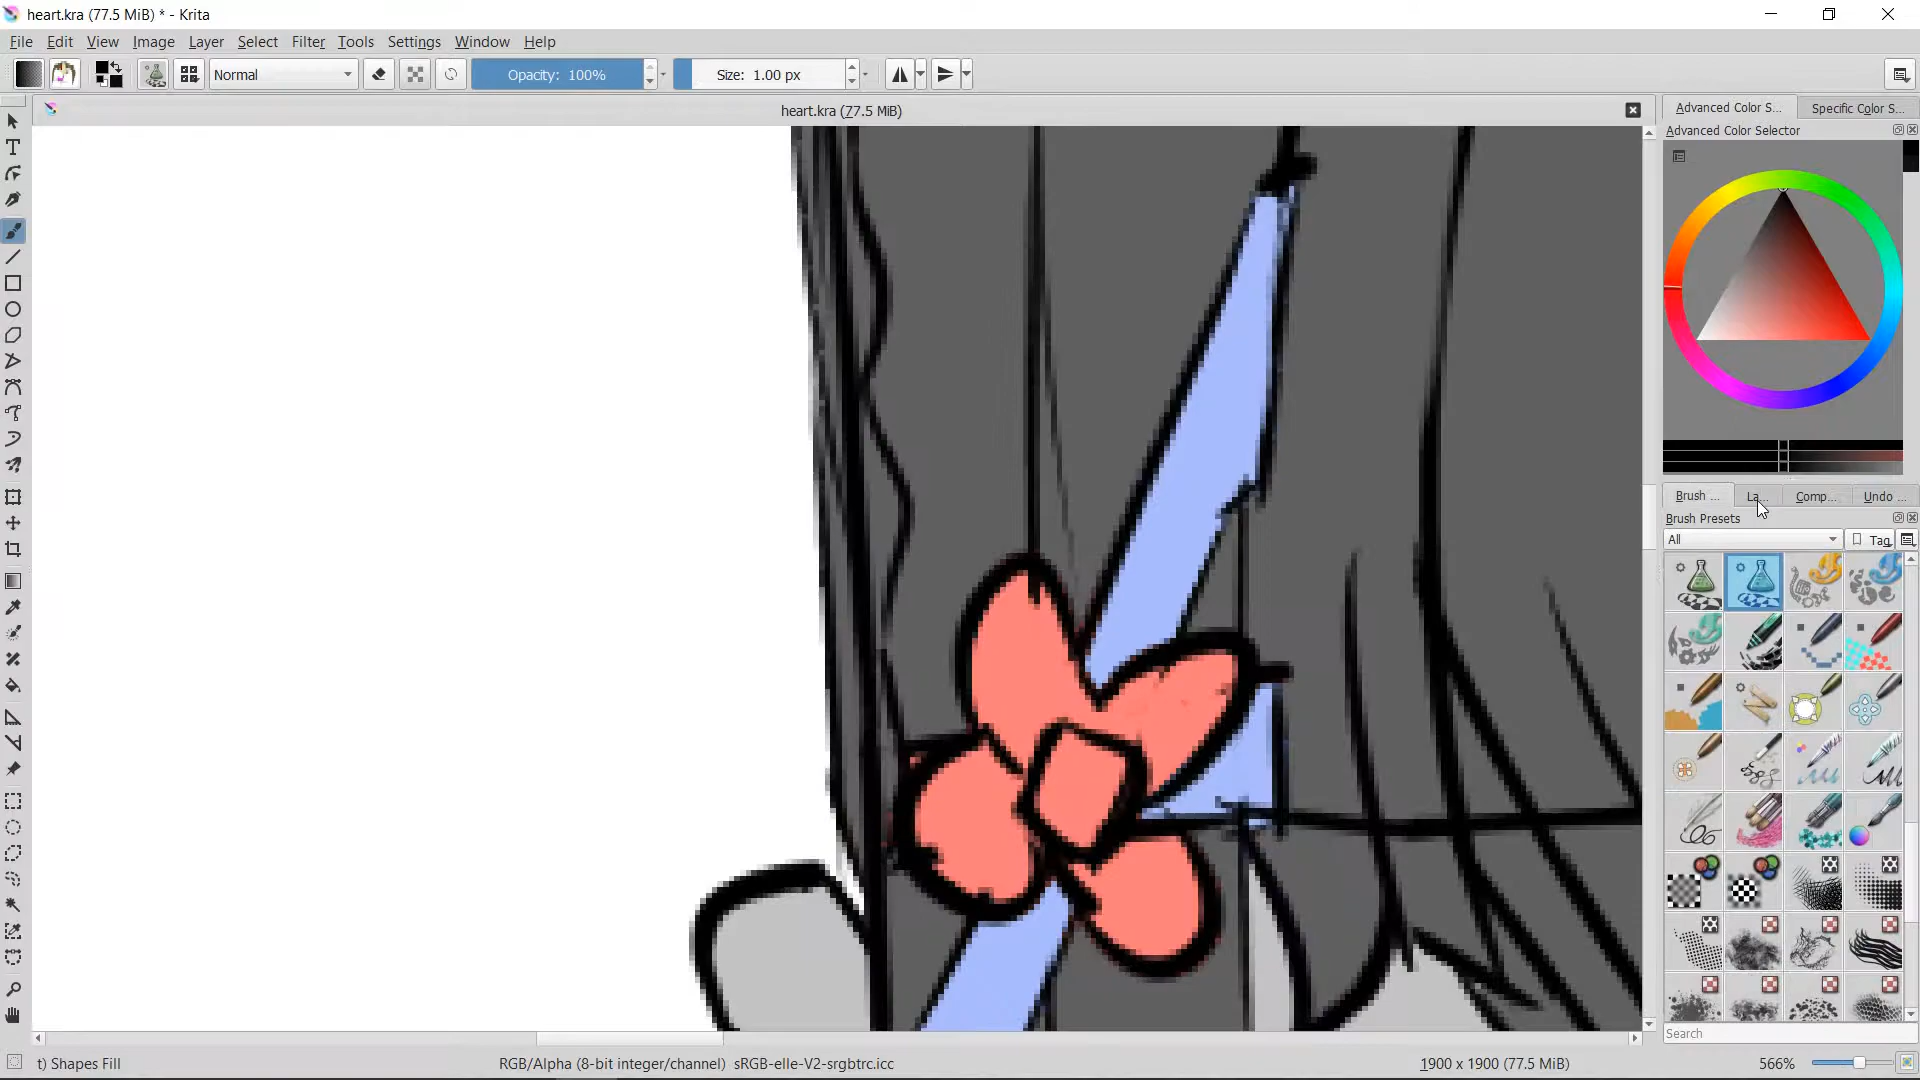 heart.kra (77.5 MiB) * - Krita
File Edit View Image Layer Select Filter Tools Settings Window Help
Normal Opacity: 100% Size: 1.00 px
heart.kra (77.5 MiB)
Advanced Color S... Specific Color S...
Advanced Color Selector
Brush ... La... Comp... Undo ...
Brush Presets
All Tag
Search
t) Shapes Fill RGB/Alpha (8-bit integer/channel) sRGB-elle-V2-srgbtrc.icc 1900 x 1900 (77.5 MiB) 566%